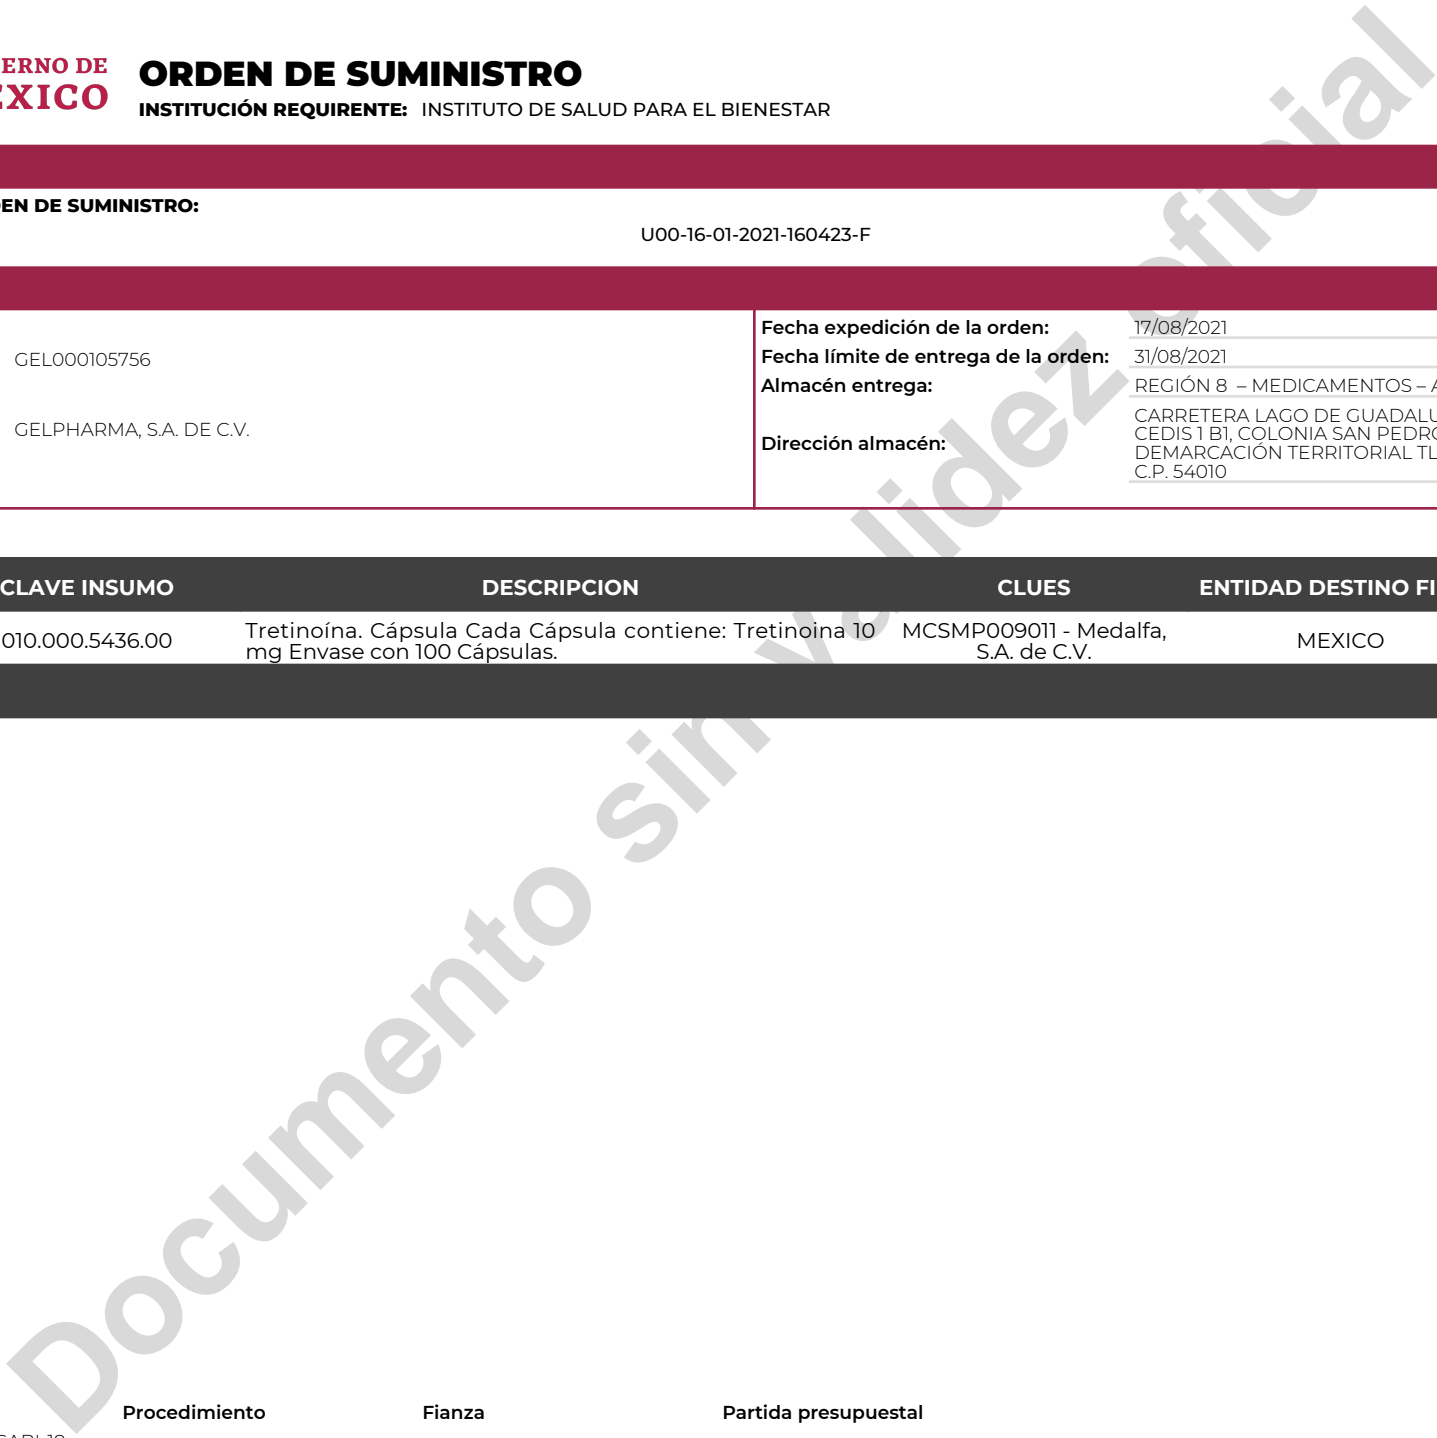 ERNO DE
EXICO
ORDEN DE SUMINISTRO
INSTITUCIÓN REQUIRENTE: INSTITUTO DE SALUD PARA EL BIENESTAR
EN DE SUMINISTRO:
U00-16-01-2021-160423-F
GEL000105756
GELPHARMA, S.A. DE C.V.
Fecha expedición de la orden: 17/08/2021
Fecha límite de entrega de la orden: 31/08/2021
Almacén entrega: REGIÓN 8 – MEDICAMENTOS – A
Dirección almacén:
CARRETERA LAGO DE GUADALU
CEDIS 1 B1, COLONIA SAN PEDRO
DEMARCACIÓN TERRITORIAL TL
C.P. 54010
CLAVE INSUMO DESCRIPCION CLUES ENTIDAD DESTINO FI
010.000.5436.00
Tretinoína. Cápsula Cada Cápsula contiene: Tretinoina 10
mg Envase con 100 Cápsulas.
MCSMP009011 - Medalfa,
S.A. de C.V.
MEXICO
Documento sin validez oficial
Procedimiento Fianza Partida presupuestal